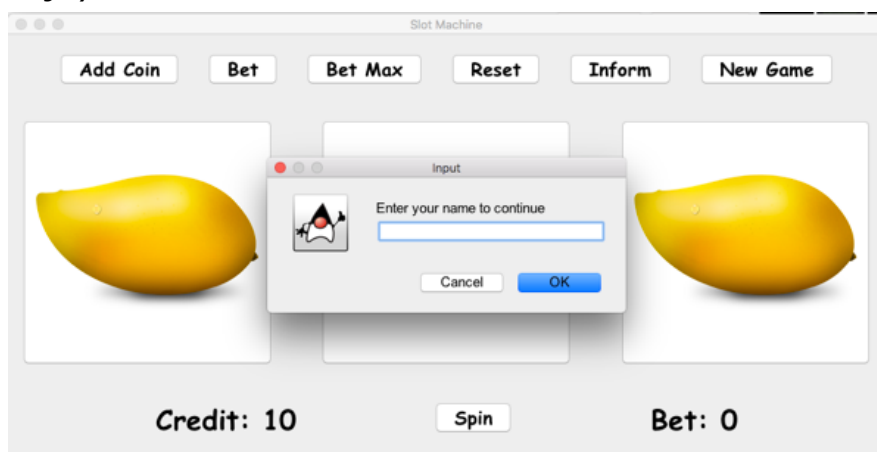 Slot Machine
Add Coin Bet Bet Max Reset Inform New Game
Input
Enter your name to continue
Cancel OK
Credit: 10 Spin Bet: 0